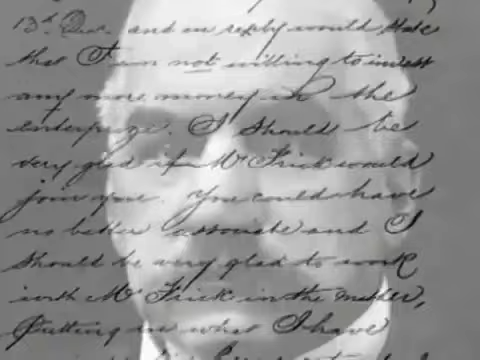 13th Dec. and in reply would state
that I am not willing to invest
any more money in the
enterprize. I should be
very glad if Mr Frick would
join you. You could have
no better associate and I
should be very glad to work
with Mr Frick in the matter,
Putting in what I have